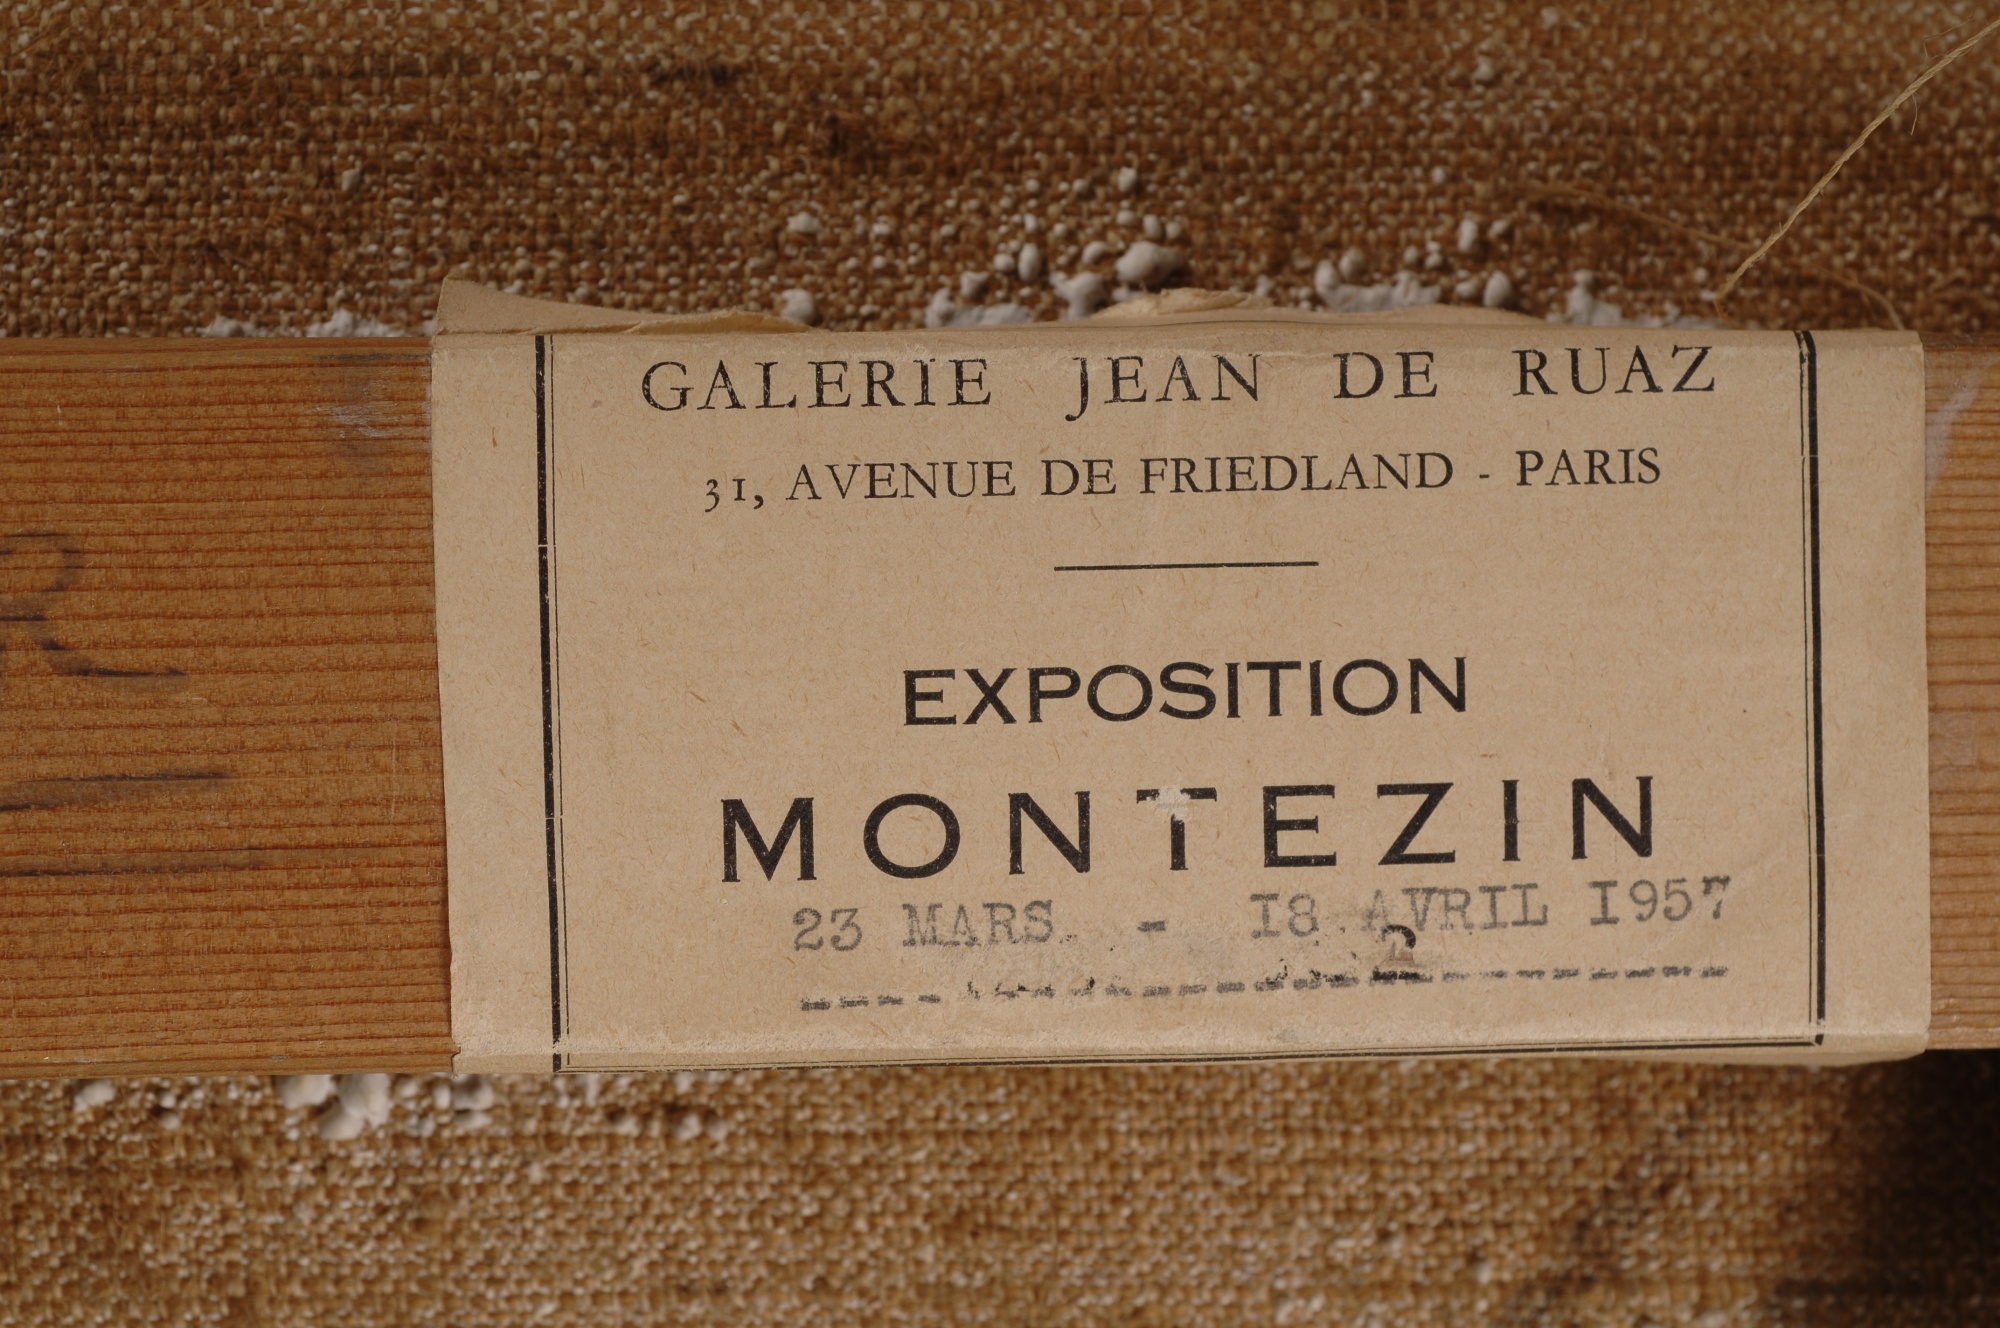 GALERIE JEAN DE RUAZ
31, AVENUE DE FRIEDLAND - PARIS
EXPOSITION
MONTEZIN
23 MARS - 18 AVRIL 1957